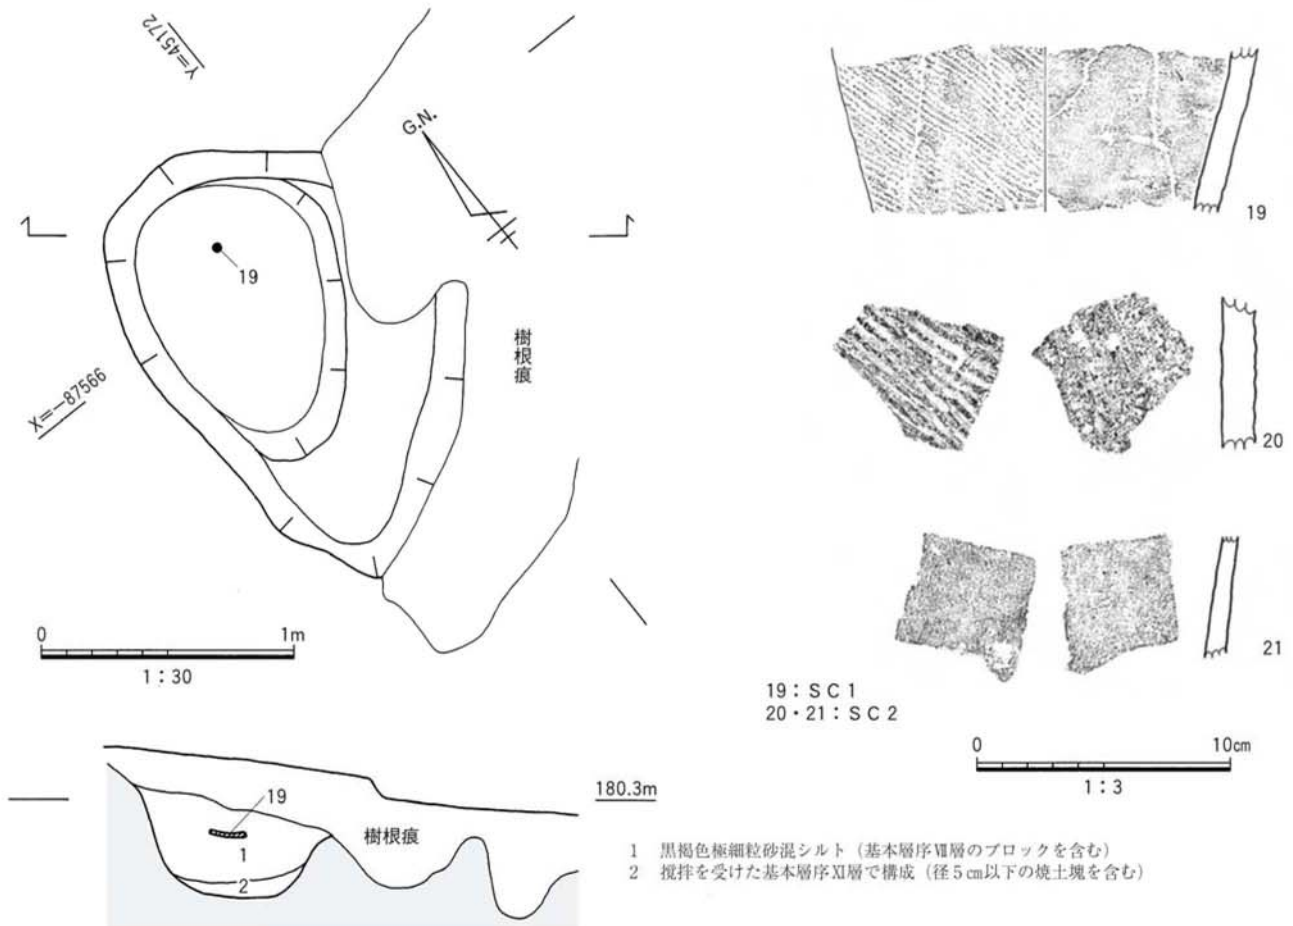 Y=45172
G.N.
19
樹根痕
X=-87566
0 1m
1:30
19
180.3m
樹根痕
1
2
19
20
21
19:SC1
20・21:SC2
0 10cm
1:3
1 黒褐色極細粒砂混シルト(基本層序Ⅶ層のブロックを含む)
2 撹拌を受けた基本層序Ⅺ層で構成(径5㎝以下の焼土塊を含む)